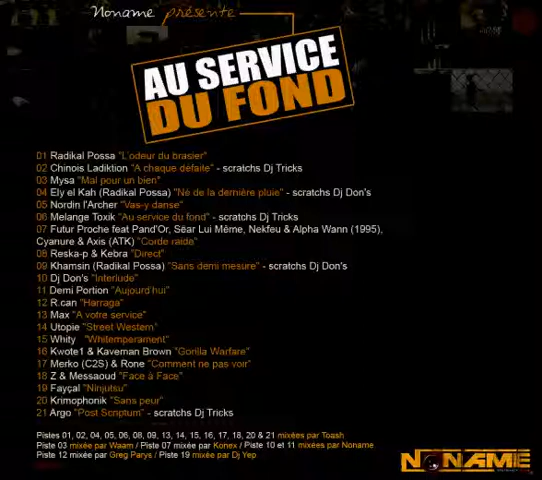 Noname présente
AU SERVICE
DU FOND
01 Radikal Possa "L'odeur du brasier"
02 Chinois Ladiktion "A chaque défaite" - scratchs Dj Tricks
03 Mysa "Mal pour un bien"
04 Ely el Kah (Radikal Possa) "Né de la dernière pluie" - scratchs Dj Don's
05 Nordin l'Archer "Vas-y danse"
06 Melange Toxik "Au service du fond" - scratchs Dj Tricks
07 Futur Proche feat Pand'Or, Sëar Lui Même, Nekfeu & Alpha Wann (1995),
Cyanure & Axis (ATK) "Corde raide"
08 Reska-p & Kebra "Direct"
09 Khamsin (Radikal Possa) "Sans demi mesure" - scratchs Dj Don's
10 Dj Don's "Interlude"
11 Demi Portion "Aujourd'hui"
12 R.can "Harraga"
13 Max "A votre service"
14 Utopie "Street Western"
15 Whity "Whitemperament"
16 Kwote1 & Kaveman Brown "Gorilla Warfare"
17 Merko (C2S) & Rone "Comment ne pas voir"
18 Z & Messaoud "Face à Face"
19 Fayçal "Ninjutsu"
20 Krimophonik "Sans peur"
21 Argo "Post Scriptum" - scratchs Dj Tricks
Pistes 01, 02, 04, 05, 06, 08, 09, 13, 14, 15, 16, 17, 18, 20 & 21 mixées par Toash
Piste 03 mixée par Waam / Piste 07 mixée par Konex / Piste 10 et 11 mixées par Noname
Piste 12 mixée par Greg Parys / Piste 19 mixée par Dj Yep
NONAME